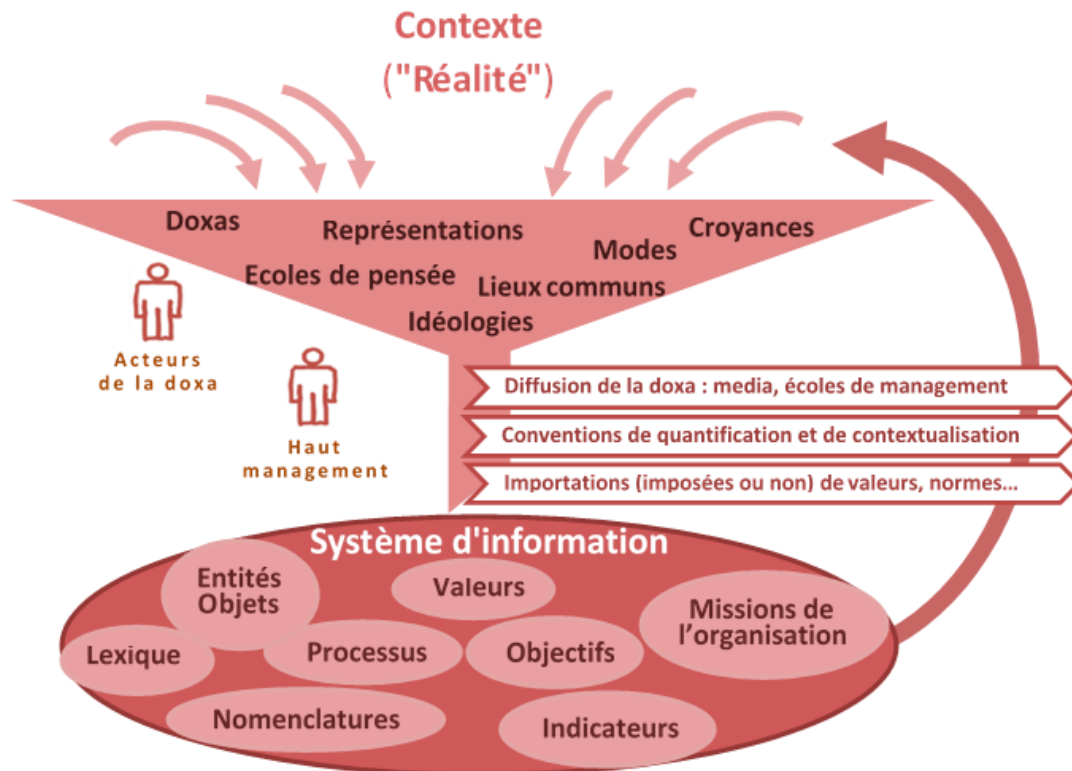 Contexte
("Réalité")
Doxas
Représentations
Croyances
Modes
Ecoles de pensée
Lieux communs
Idéologies
Acteurs
de la doxa
Haut
management
Diffusion de la doxa : media, écoles de management
Conventions de quantification et de contextualisation
Importations (imposées ou non) de valeurs, normes...
Système d'information
Entités
Objets
Valeurs
Missions de
l'organisation
Lexique
Processus
Objectifs
Nomenclatures
Indicateurs